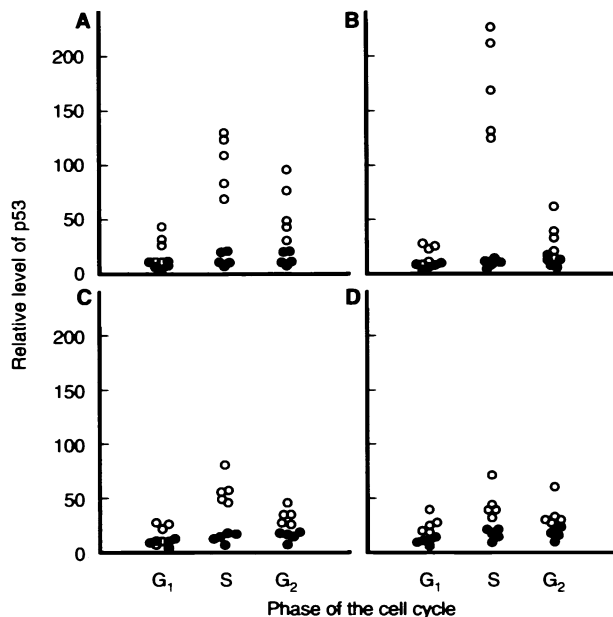 A
B
200
150
100
50
0
C
D
200
150
100
50
0
Relative level of p53
G₁ S G₂ G₁ S G₂
Phase of the cell cycle